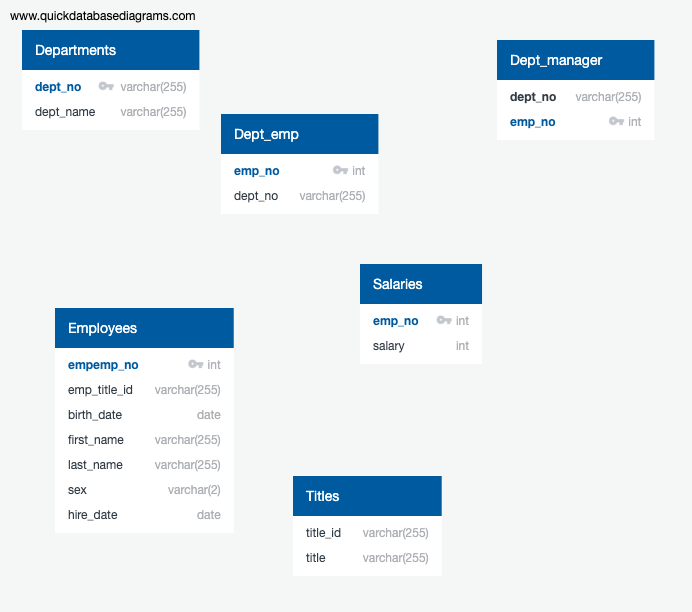 www.quickdatabasediagrams.com
Departments
dept_no varchar(255)
dept_name varchar(255)
Dept_manager
dept_no varchar(255)
emp_no int
Dept_emp
emp_no int
dept_no varchar(255)
Salaries
emp_no int
salary int
Employees
empemp_no int
emp_title_id varchar(255)
birth_date date
first_name varchar(255)
last_name varchar(255)
sex varchar(2)
hire_date date
Titles
title_id varchar(255)
title varchar(255)